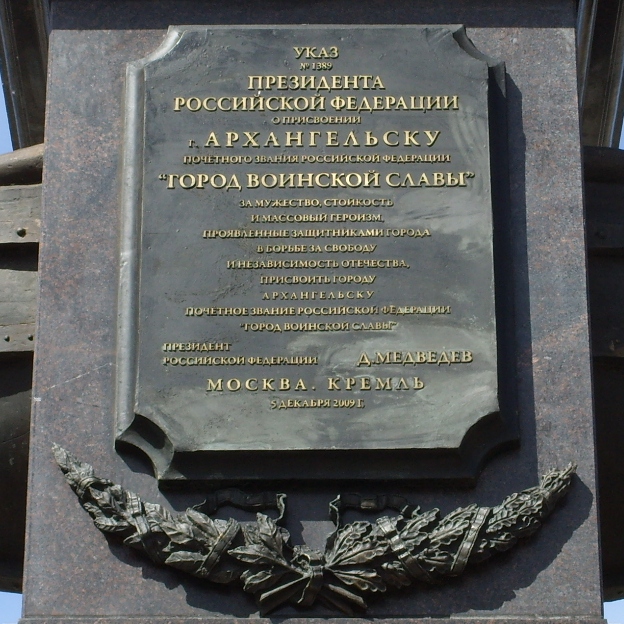 УКАЗ
№ 1389
ПРЕЗИДЕНТА
РОССИЙСКОЙ ФЕДЕРАЦИИ
О ПРИСВОЕНИИ
г. АРХАНГЕЛЬСКУ
ПОЧЕТНОГО ЗВАНИЯ РОССИЙСКОЙ ФЕДЕРАЦИИ
"ГОРОД ВОИНСКОЙ СЛАВЫ"
ЗА МУЖЕСТВО, СТОЙКОСТЬ
И МАССОВЫЙ ГЕРОИЗМ,
ПРОЯВЛЕННЫЕ ЗАЩИТНИКАМИ ГОРОДА
В БОРЬБЕ ЗА СВОБОДУ
И НЕЗАВИСИМОСТЬ ОТЕЧЕСТВА,
ПРИСВОИТЬ ГОРОДУ
АРХАНГЕЛЬСКУ
ПОЧЕТНОЕ ЗВАНИЕ РОССИЙСКОЙ ФЕДЕРАЦИИ
"ГОРОД ВОИНСКОЙ СЛАВЫ"
ПРЕЗИДЕНТ
РОССИЙСКОЙ ФЕДЕРАЦИИ Д.МЕДВЕДЕВ
МОСКВА. КРЕМЛЬ
5 ДЕКАБРЯ 2009 Г.